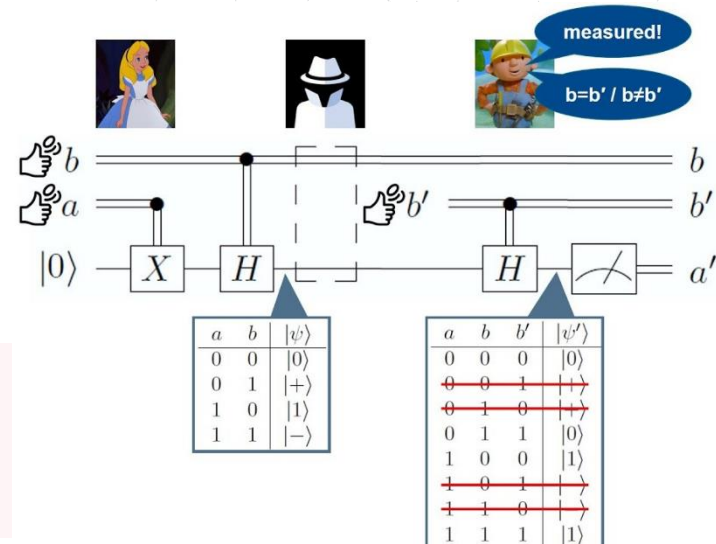 measured!
b=b′ / b≠b′
b b
a b′ b′
|0⟩ X H H a′
a b |ψ⟩
0 0 |0⟩
0 1 |+⟩
1 0 |1⟩
1 1 |−⟩
a b b′ |ψ′⟩
0 0 0 |0⟩
0 0 1 |+⟩
0 1 0 |+⟩
0 1 1 |0⟩
1 0 0 |1⟩
1 0 1 |−⟩
1 1 0 |−⟩
1 1 1 |1⟩